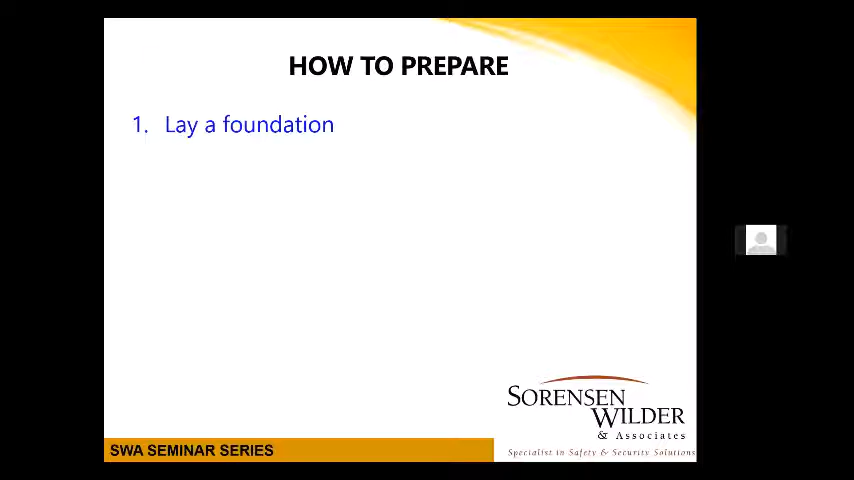 HOW TO PREPARE
1. Lay a foundation
SORENSEN
WILDER
& Associates
SWA SEMINAR SERIES
Specialist in Safety & Security Solutions